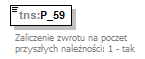 tns:P_59
Zaliczenie zwrotu na poczet
przyszłych należności: 1 - tak